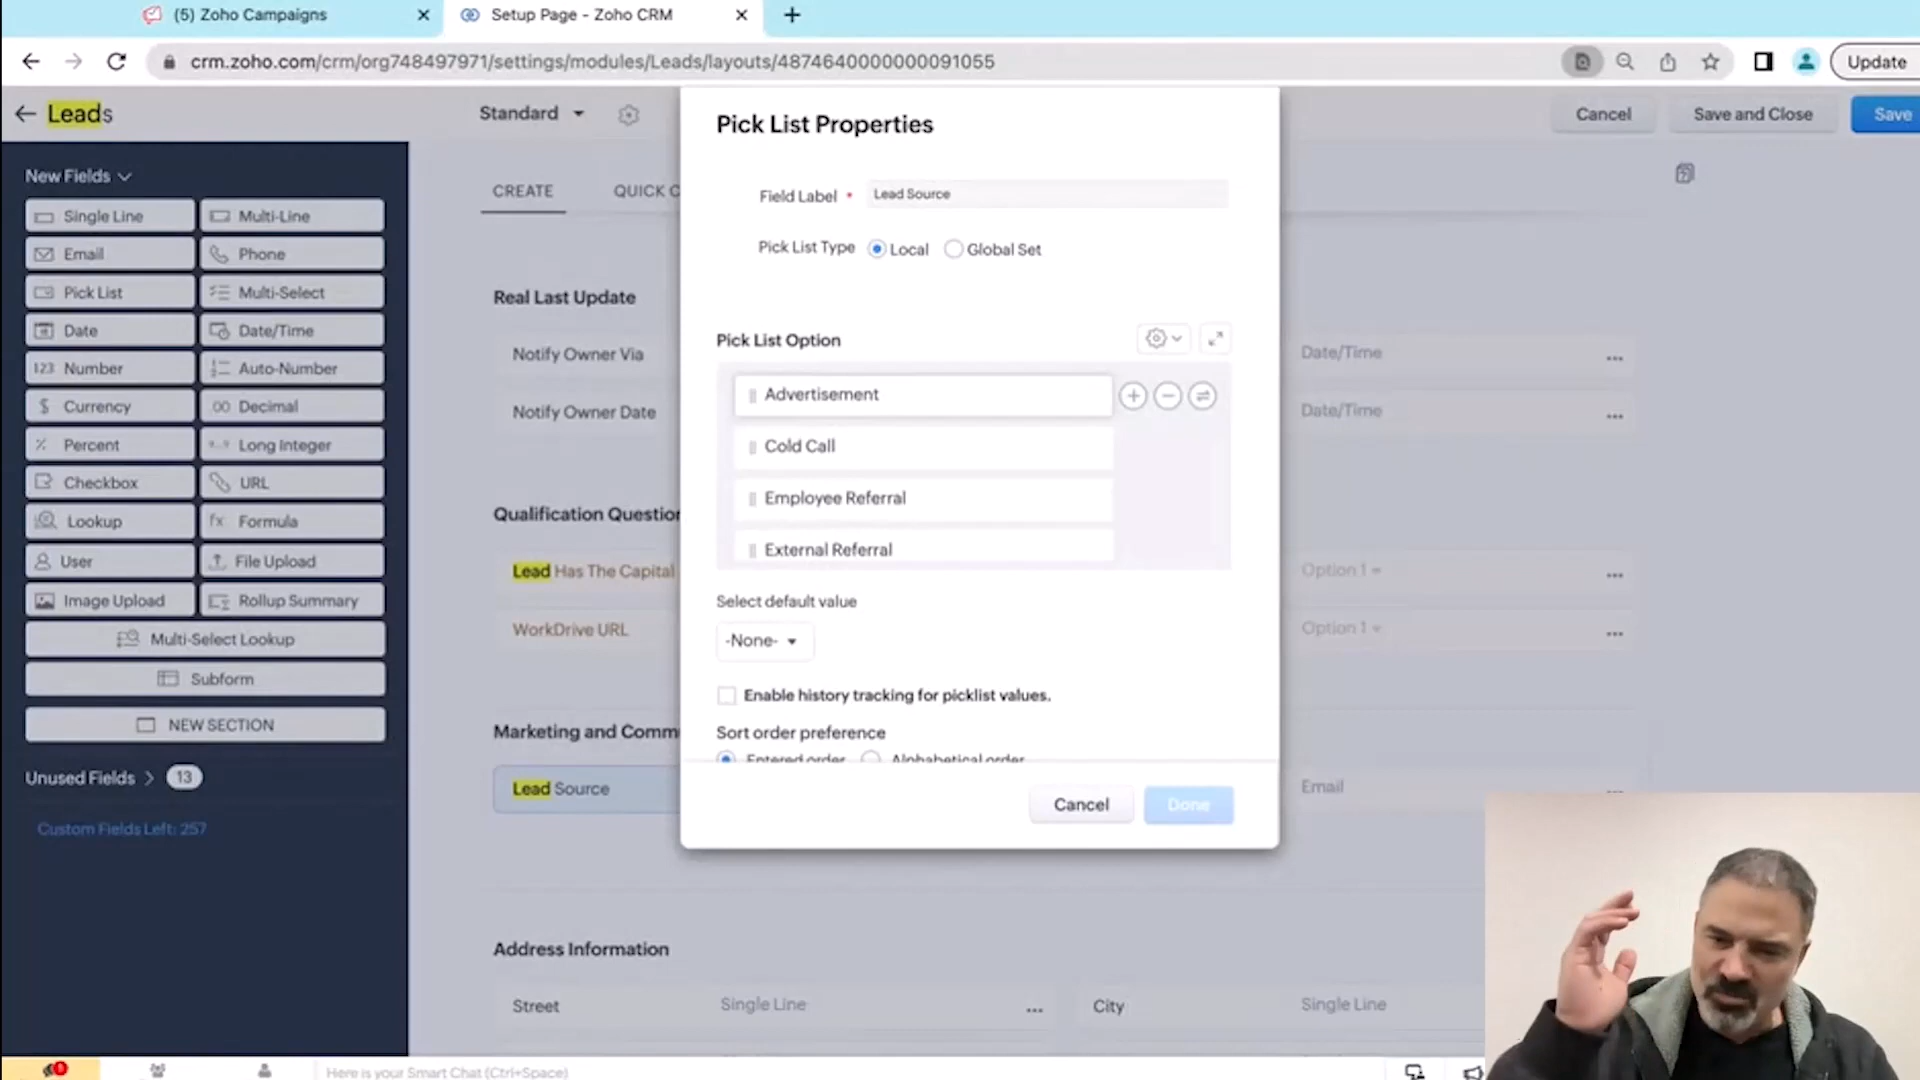 (5) Zoho Campaigns
Setup Page - Zoho CRM
crm.zoho.com/crm/org748497971/settings/modules/Leads/layouts/4874640000000091055
Update
Leads
Standard
Cancel
Save and Close
Save
New Fields
Single Line
Multi-Line
Email
Phone
Pick List
Multi-Select
Date
Date/Time
123 Number
Auto-Number
$ Currency
.00 Decimal
% Percent
Long Integer
Checkbox
URL
Lookup
fx Formula
User
File Upload
Image Upload
Rollup Summary
Multi-Select Lookup
Subform
NEW SECTION
Unused Fields
13
Custom Fields Left: 257
CREATE
QUICK C
Real Last Update
Notify Owner Via
Date/Time
Notify Owner Date
Date/Time
Qualification Question
Lead Has The Capital
Option 1
WorkDrive URL
Option 1
Marketing and Comm
Lead Source
Email
Address Information
Street
Single Line
City
Single Line
Pick List Properties
Field Label *
Lead Source
Pick List Type
Local
Global Set
Pick List Option
Advertisement
Cold Call
Employee Referral
External Referral
Select default value
-None-
Enable history tracking for picklist values.
Sort order preference
Entered order
Alphabetical order
Cancel
Done
Here is your Smart Chat (Ctrl+Space)